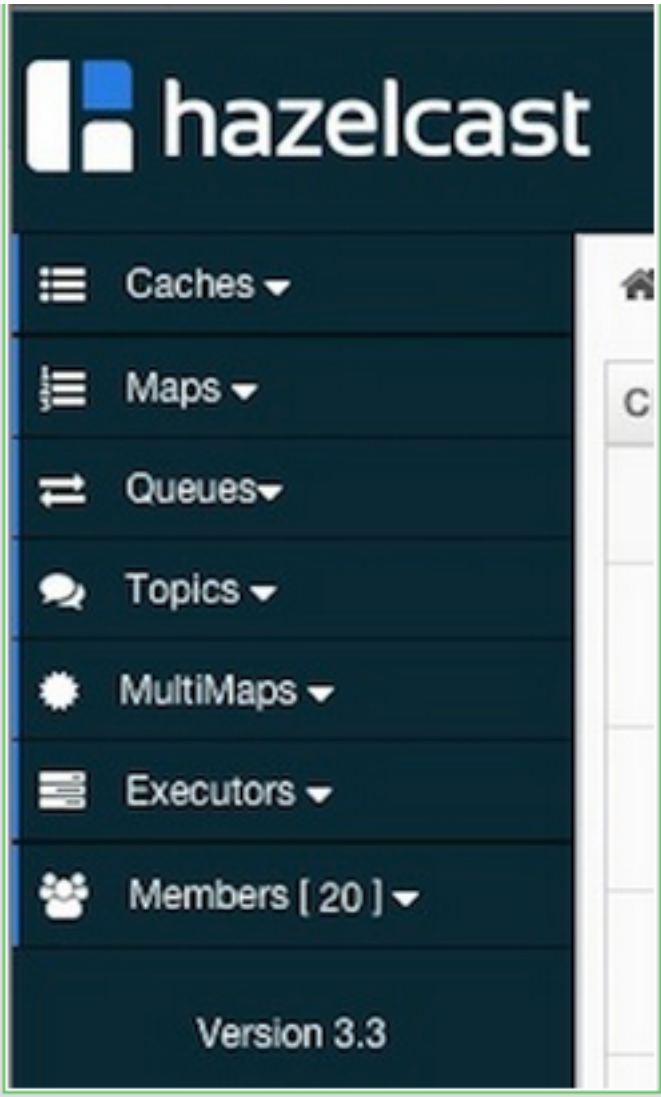 hazelcast
Caches
Maps
C
Queues
Topics
MultiMaps
Executors
Members [ 20 ]
Version 3.3